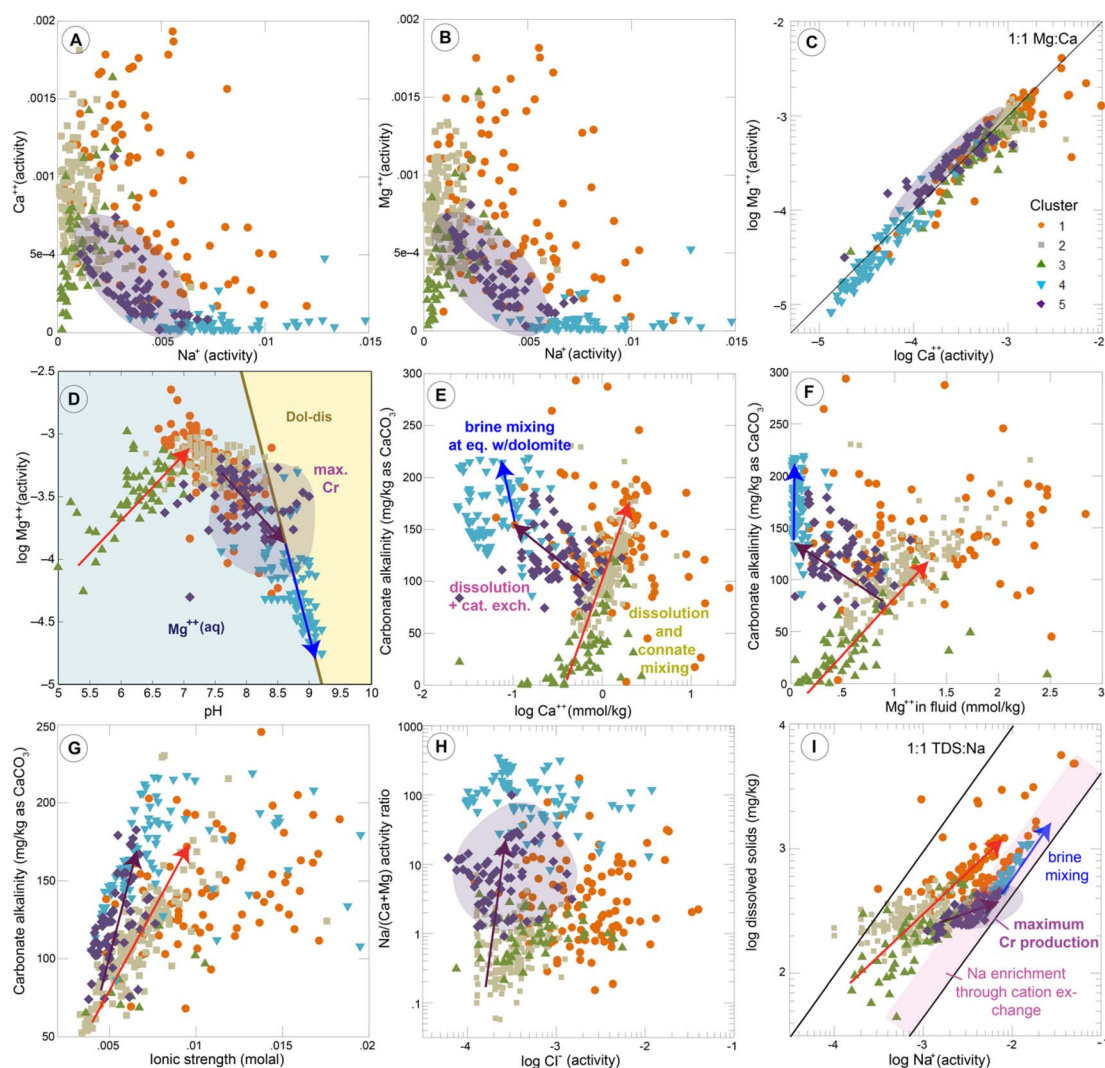 A
Ca++(activity)
.002
.0015
.001
5e-4
0
0
.005
.01
.015
Na+ (activity)
B
Mg++(activity)
.002
.0015
.001
5e-4
0
0
.005
.01
.015
Na+ (activity)
C
1:1 Mg:Ca
log Mg++(activity)
-2
-3
-4
-5
-5
-4
-3
-2
log Ca++(activity)
Cluster
1
2
3
4
5
D
log Mg++(activity)
-2.5
-3
-3.5
-4
-4.5
-5
5
6
7
8
9
10
pH
Dol-dis
max.
Cr
Mg++(aq)
E
Carbonate alkalinity (mg/kg as CaCO3)
300
250
200
150
100
50
0
-2
-1
0
1
log Ca++(mmol/kg)
brine mixing
at eq. w/dolomite
dissolution
+ cat. exch.
dissolution
and
connate
mixing
F
Carbonate alkalinity (mg/kg as CaCO3)
300
250
200
150
100
50
0
0
.5
1
1.5
2
2.5
3
Mg++ in fluid (mmol/kg)
G
Carbonate alkalinity (mg/kg as CaCO3)
250
200
150
100
50
.005
.01
.015
.02
Ionic strength (molal)
H
Na/(Ca+Mg) activity ratio
1000
100
10
1
.1
-4
-3
-2
-1
log Cl- (activity)
I
1:1 TDS:Na
log dissolved solids (mg/kg)
4
3
2
-4
-3
-2
-1
log Na+(activity)
brine
mixing
maximum
Cr production
Na enrichment
through cation ex-
change